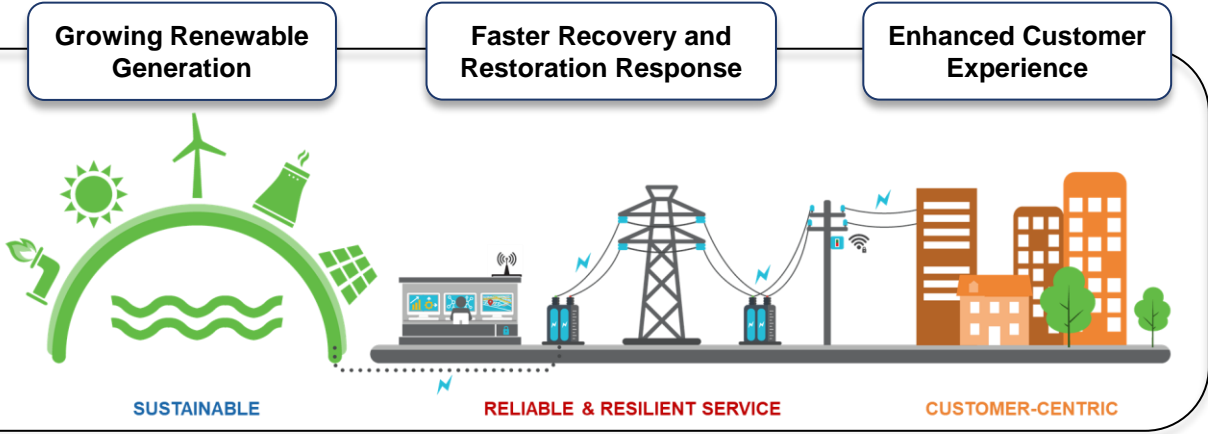 Growing Renewable
Generation
Faster Recovery and
Restoration Response
Enhanced Customer
Experience
SUSTAINABLE
RELIABLE & RESILIENT SERVICE
CUSTOMER-CENTRIC